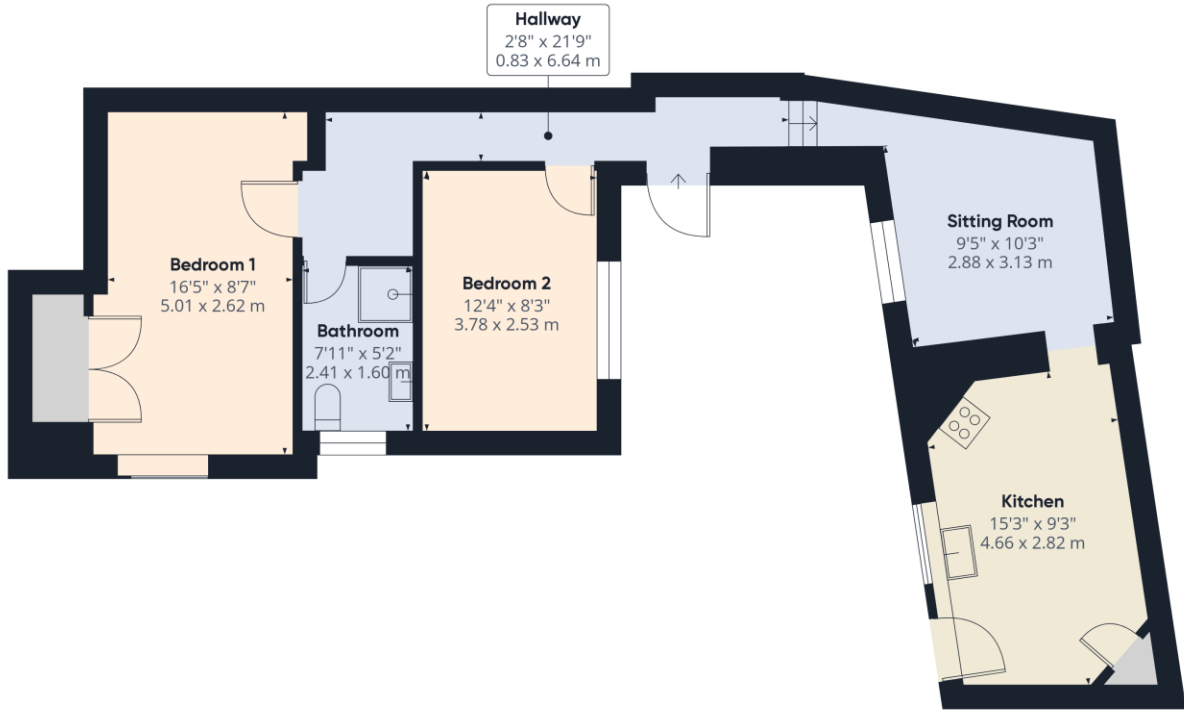 Hallway
2'8" x 21'9"
0.83 x 6.64 m
Sitting Room
9'5" x 10'3"
2.88 x 3.13 m
Bedroom 1
16'5" x 8'7"
5.01 x 2.62 m
Bedroom 2
12'4" x 8'3"
3.78 x 2.53 m
Bathroom
7'11" x 5'2"
2.41 x 1.60 m
Kitchen
15'3" x 9'3"
4.66 x 2.82 m